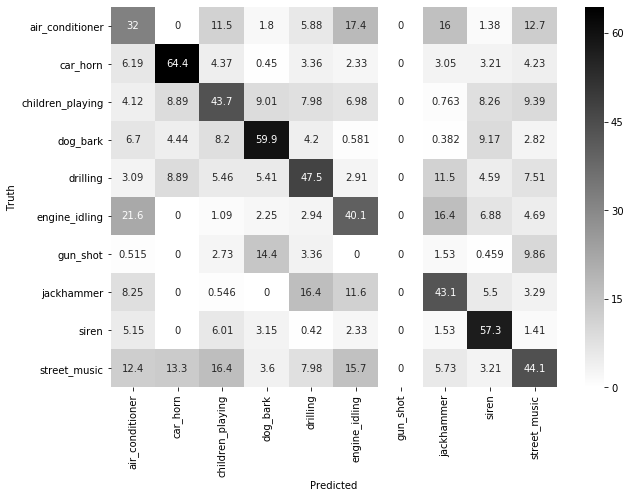 air_conditioner 32 0 11.5 1.8 5.88 17.4 0 16 1.38 12.7
car_horn 6.19 64.4 4.37 0.45 3.36 2.33 0 3.05 3.21 4.23
children_playing 4.12 8.89 43.7 9.01 7.98 6.98 0 0.763 8.26 9.39
dog_bark 6.7 4.44 8.2 59.9 4.2 0.581 0 0.382 9.17 2.82
drilling 3.09 8.89 5.46 5.41 47.5 2.91 0 11.5 4.59 7.51
engine_idling 21.6 0 1.09 2.25 2.94 40.1 0 16.4 6.88 4.69
gun_shot 0.515 0 2.73 14.4 3.36 0 0 1.53 0.459 9.86
jackhammer 8.25 0 0.546 0 16.4 11.6 0 43.1 5.5 3.29
siren 5.15 0 6.01 3.15 0.42 2.33 0 1.53 57.3 1.41
street_music 12.4 13.3 16.4 3.6 7.98 15.7 0 5.73 3.21 44.1
Truth
air_conditioner
car_horn
children_playing
dog_bark
drilling
engine_idling
gun_shot
jackhammer
siren
street_music
Predicted
60
45
30
15
0